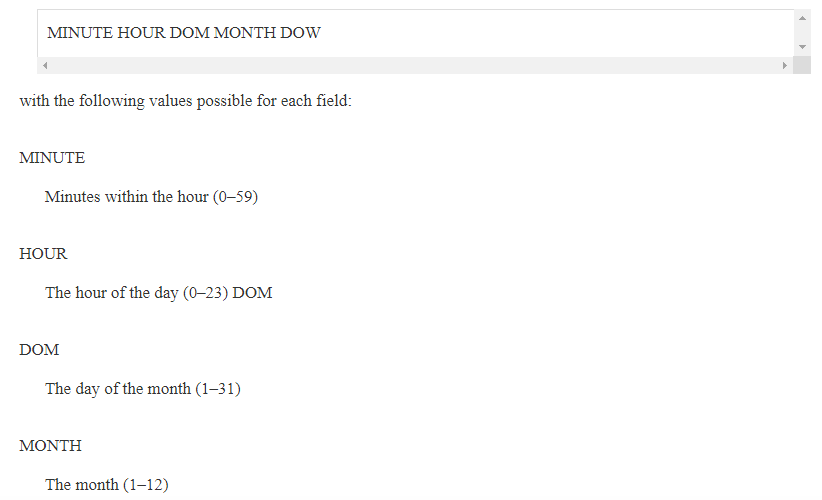 MINUTE HOUR DOM MONTH DOW
with the following values possible for each field:
MINUTE
Minutes within the hour (0–59)
HOUR
The hour of the day (0–23) DOM
DOM
The day of the month (1–31)
MONTH
The month (1–12)